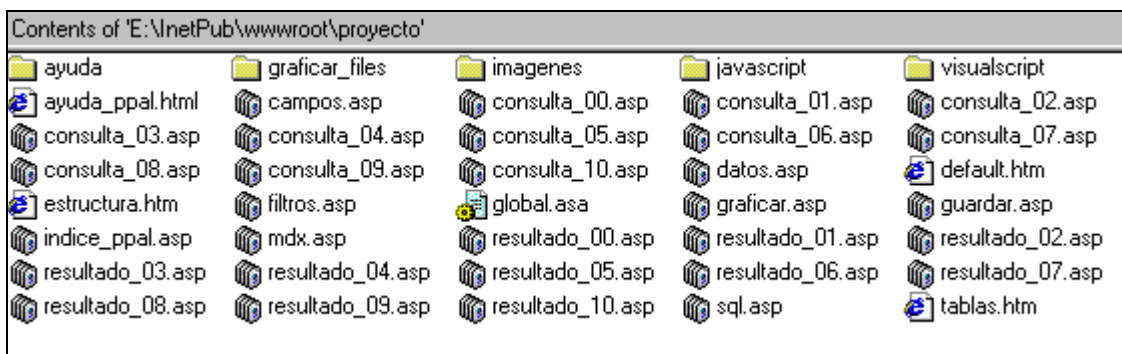 Contents of 'E:\InetPub\wwwroot\proyecto'
ayuda graficar_files imagenes javascript visualscript
ayuda_ppal.html campos.asp consulta_00.asp consulta_01.asp consulta_02.asp
consulta_03.asp consulta_04.asp consulta_05.asp consulta_06.asp consulta_07.asp
consulta_08.asp consulta_09.asp consulta_10.asp datos.asp default.htm
estructura.htm filtros.asp global.asa graficar.asp guardar.asp
indice_ppal.asp mdx.asp resultado_00.asp resultado_01.asp resultado_02.asp
resultado_03.asp resultado_04.asp resultado_05.asp resultado_06.asp resultado_07.asp
resultado_08.asp resultado_09.asp resultado_10.asp sql.asp tablas.htm